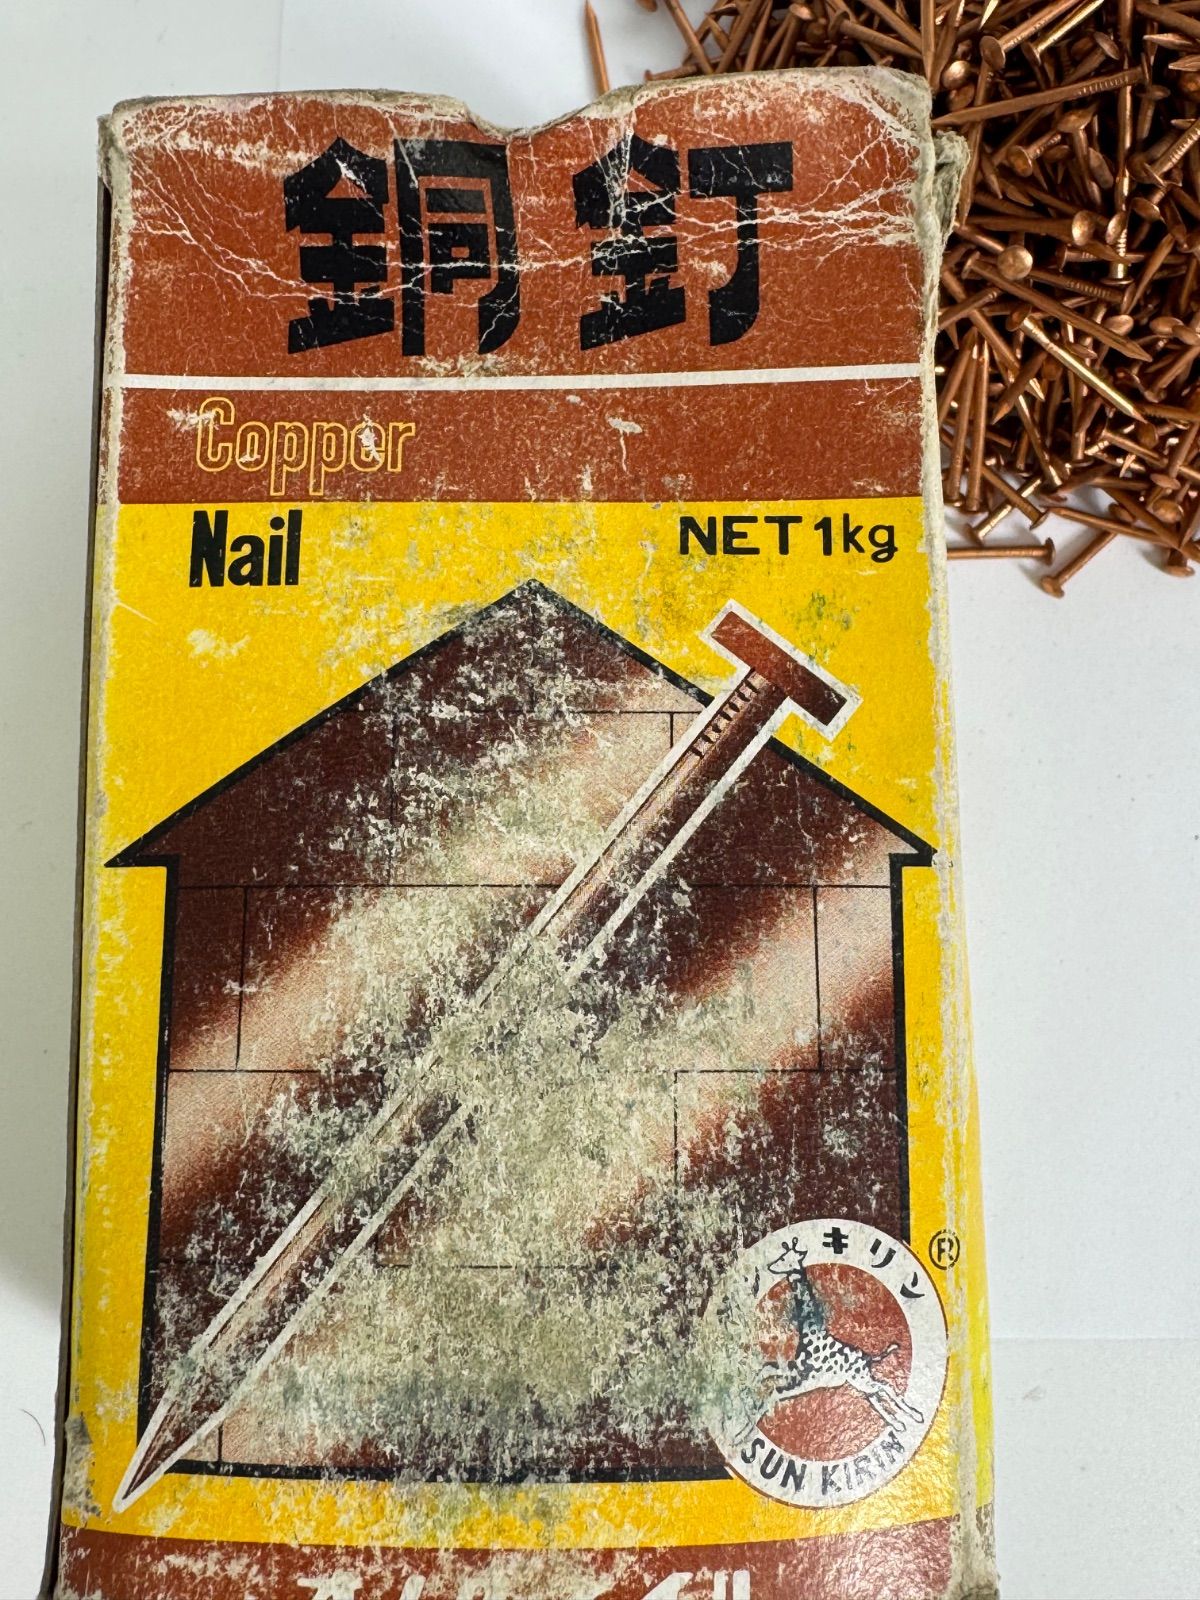 銅釘
Copper
Nail
NET 1kg
キリン
®
SUN KIRIN